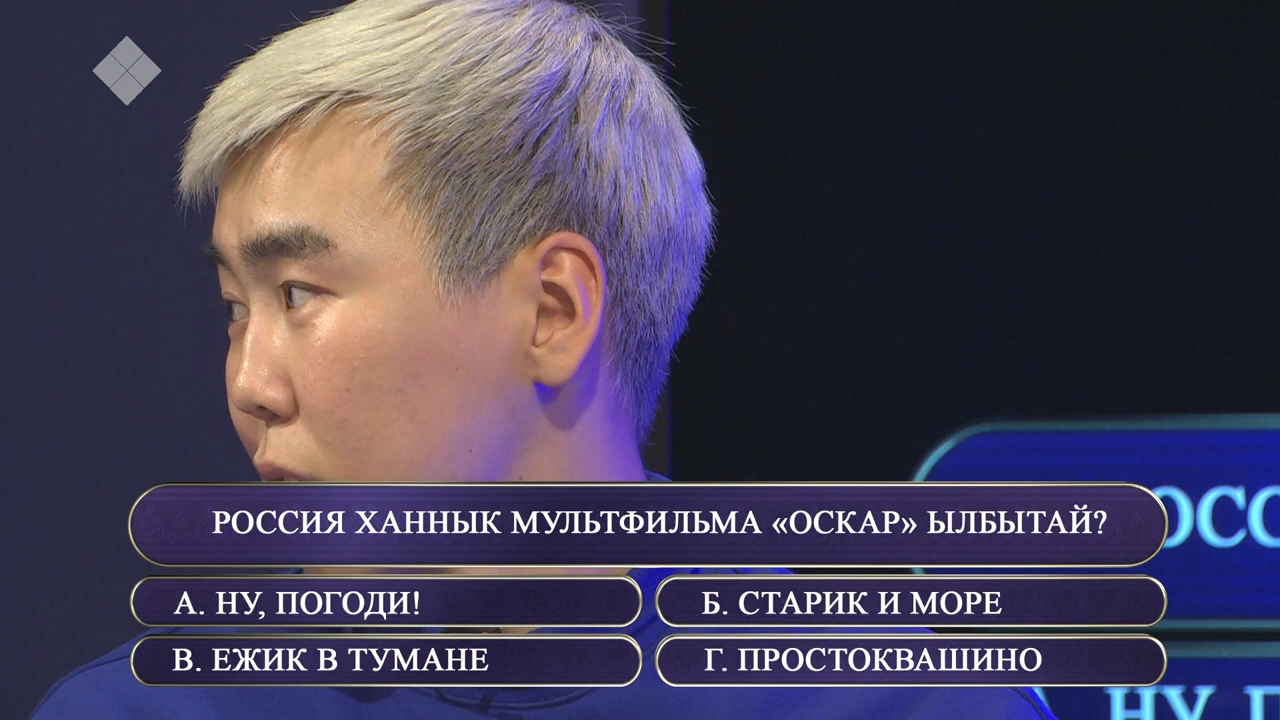 РОССИЯ ХАННЫК МУЛЬТФИЛЬМА «ОСКАР» ЫЛБЫТАЙ?
А. НУ, ПОГОДИ!
Б. СТАРИК И МОРЕ
В. ЕЖИК В ТУМАНЕ
Г. ПРОСТОКВАШИНО